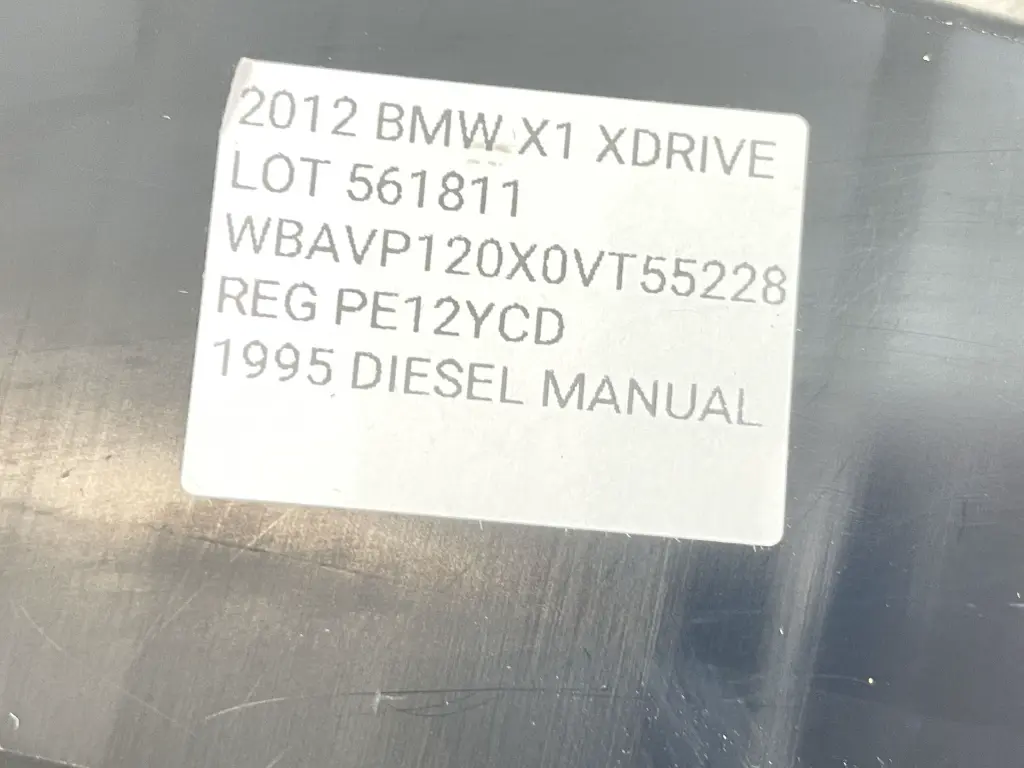 2012 BMW X1 XDRIVE
LOT 561811
WBAVP120X0VT55228
REG PE12YCD
1995 DIESEL MANUAL